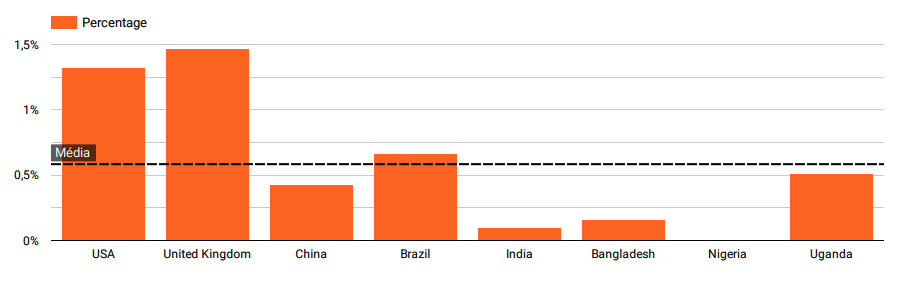 Percentage
1,5%
1%
Média
0,5%
0%
USA United Kingdom China Brazil India Bangladesh Nigeria Uganda